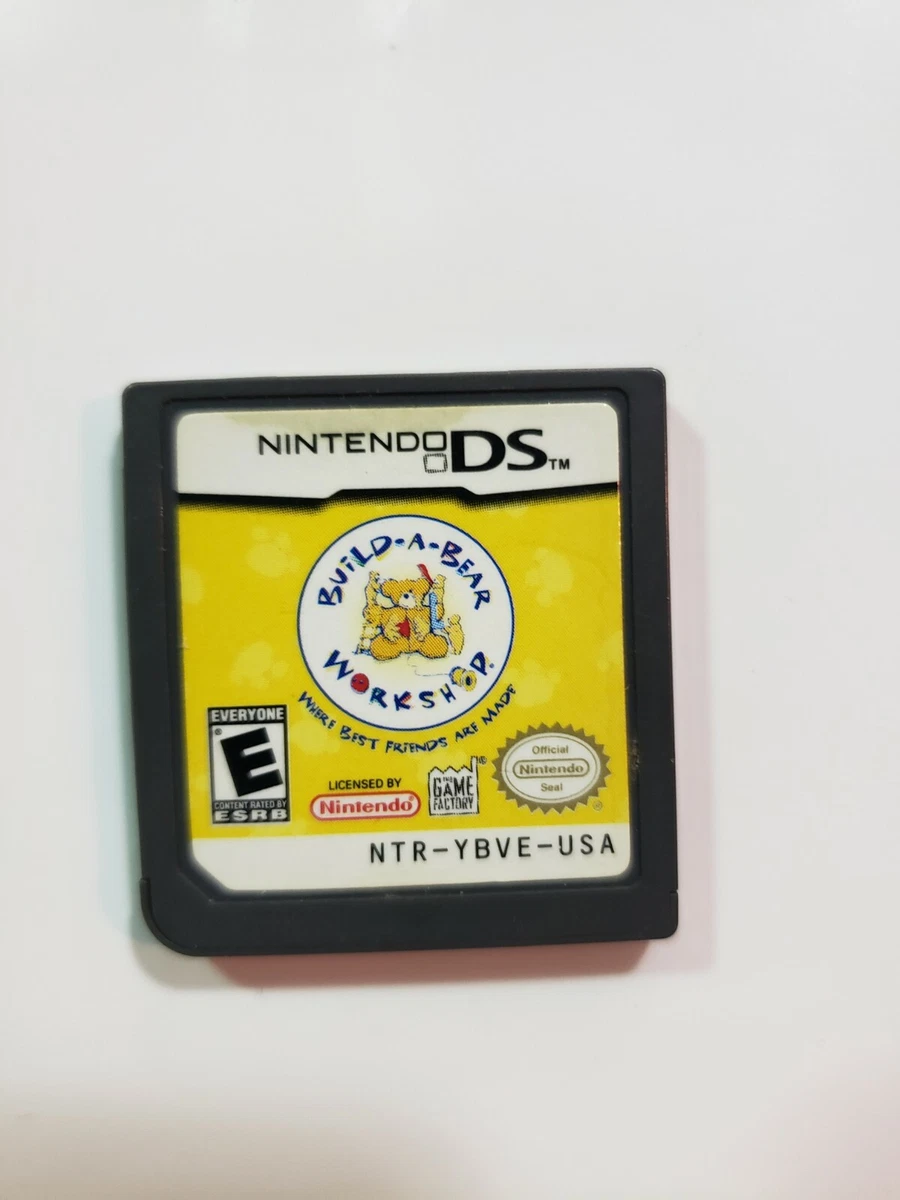 NINTENDO DS™
BUILD-A-BEAR
WORKSHOP®
WHERE BEST FRIENDS ARE MADE
EVERYONE
E
CONTENT RATED BY
ESRB
LICENSED BY
Nintendo®
THE
GAME
FACTORY®
Official
Nintendo
Seal
NTR-YBVE-USA